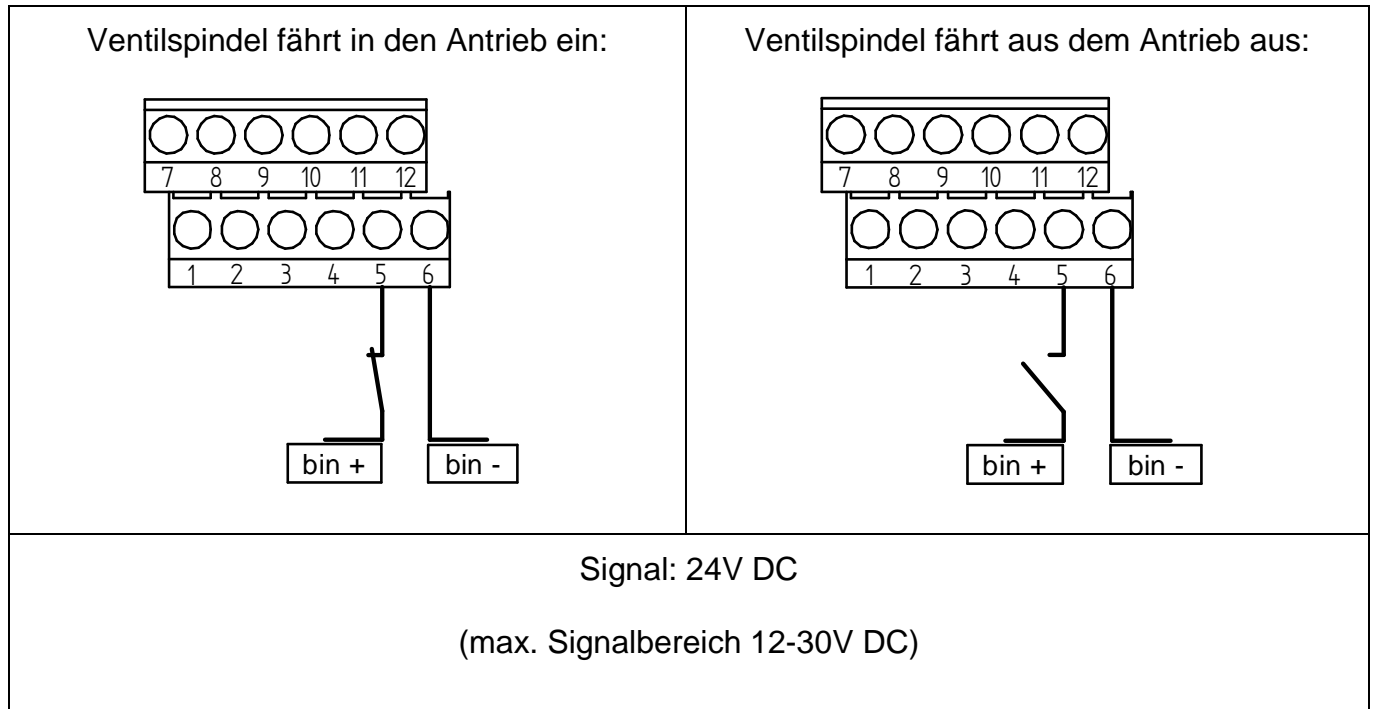 Ventilspindel fährt in den Antrieb ein:
7 8 9 10 11 12
1 2 3 4 5 6
bin + bin -
Ventilspindel fährt aus dem Antrieb aus:
7 8 9 10 11 12
1 2 3 4 5 6
bin + bin -
Signal: 24V DC
(max. Signalbereich 12-30V DC)